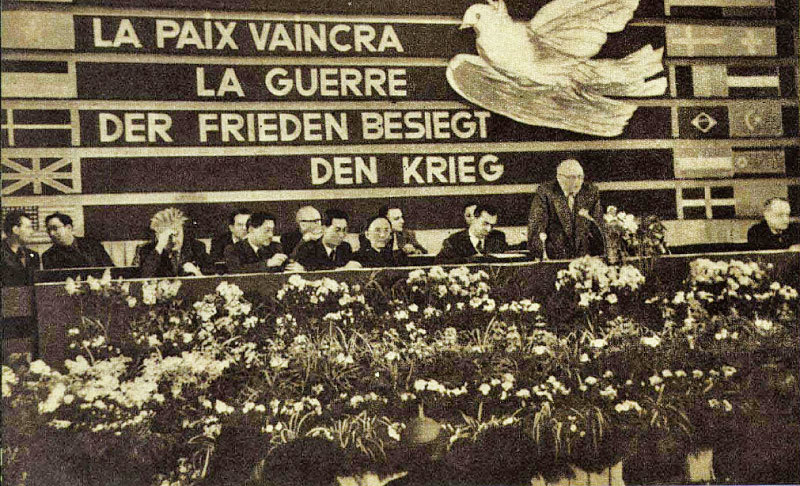 LA PAIX VAINCRA
LA GUERRE
DER FRIEDEN BESIEGT
DEN KRIEG